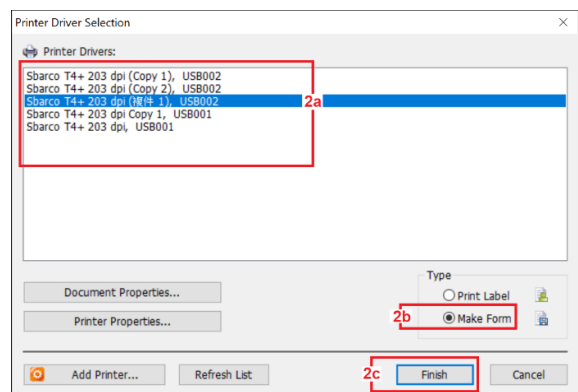 Printer Driver Selection
Printer Drivers:
Sbarco T4+ 203 dpi (Copy 1), USB002
Sbarco T4+ 203 dpi (Copy 2), USB002
Sbarco T4+ 203 dpi (複件 1), USB002
2a
Sbarco T4+ 203 dpi Copy 1, USB001
Sbarco T4+ 203 dpi, USB001
Type
Document Properties...
Print Label
Printer Properties...
2b
Make Form
Add Printer...
Refresh List
2c
Finish
Cancel